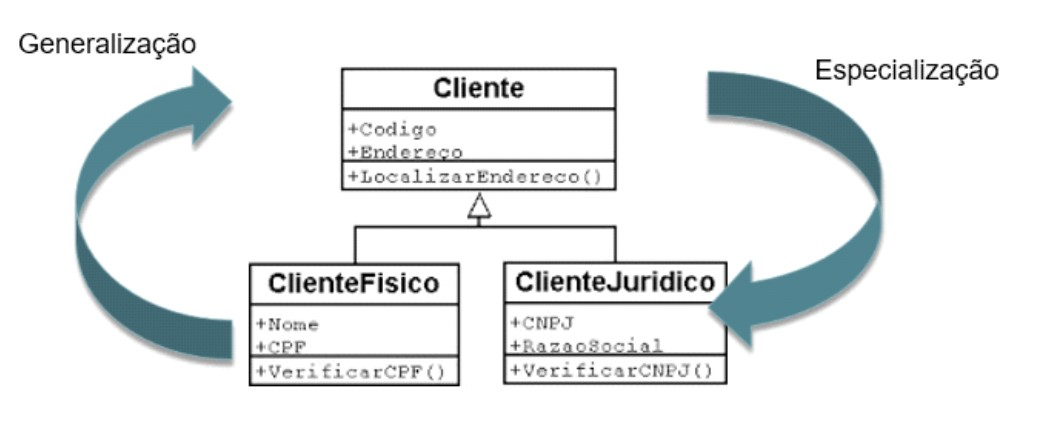 Generalização
Especialização
Cliente
+Codigo
+Endereço
+LocalizarEndereco()
ClienteFisico
+Nome
+CPF
+VerificarCPF()
ClienteJuridico
+CNPJ
+RazaoSocial
+VerificarCNPJ()